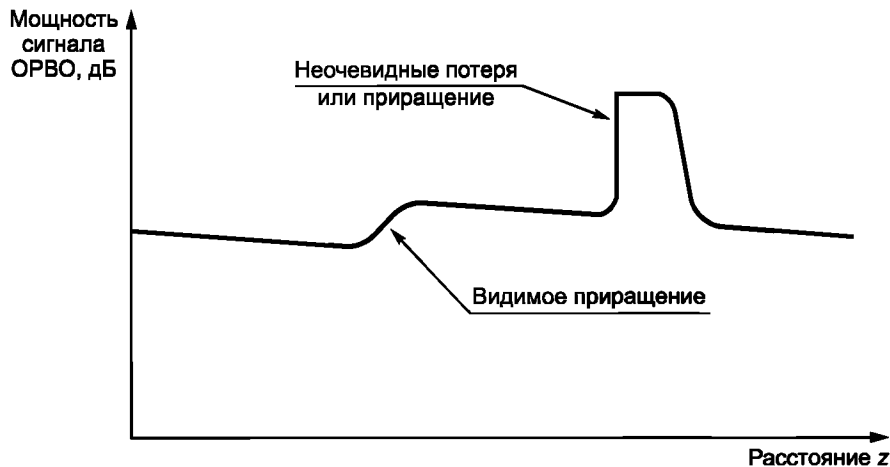 Мощность
сигнала
ОРВО, дБ
Неочевидные потеря
или приращение
Видимое приращение
Расстояние z